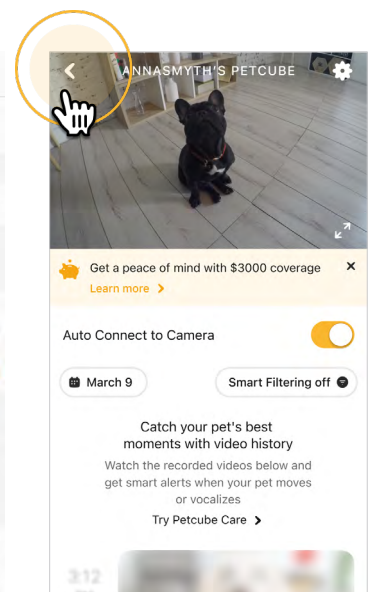 ANNASMYTH'S PETCUBE
Get a peace of mind with $3000 coverage
Learn more
Auto Connect to Camera
March 9
Smart Filtering off
Catch your pet's best
moments with video history
Watch the recorded videos below and
get smart alerts when your pet moves
or vocalizes
Try Petcube Care
3:12